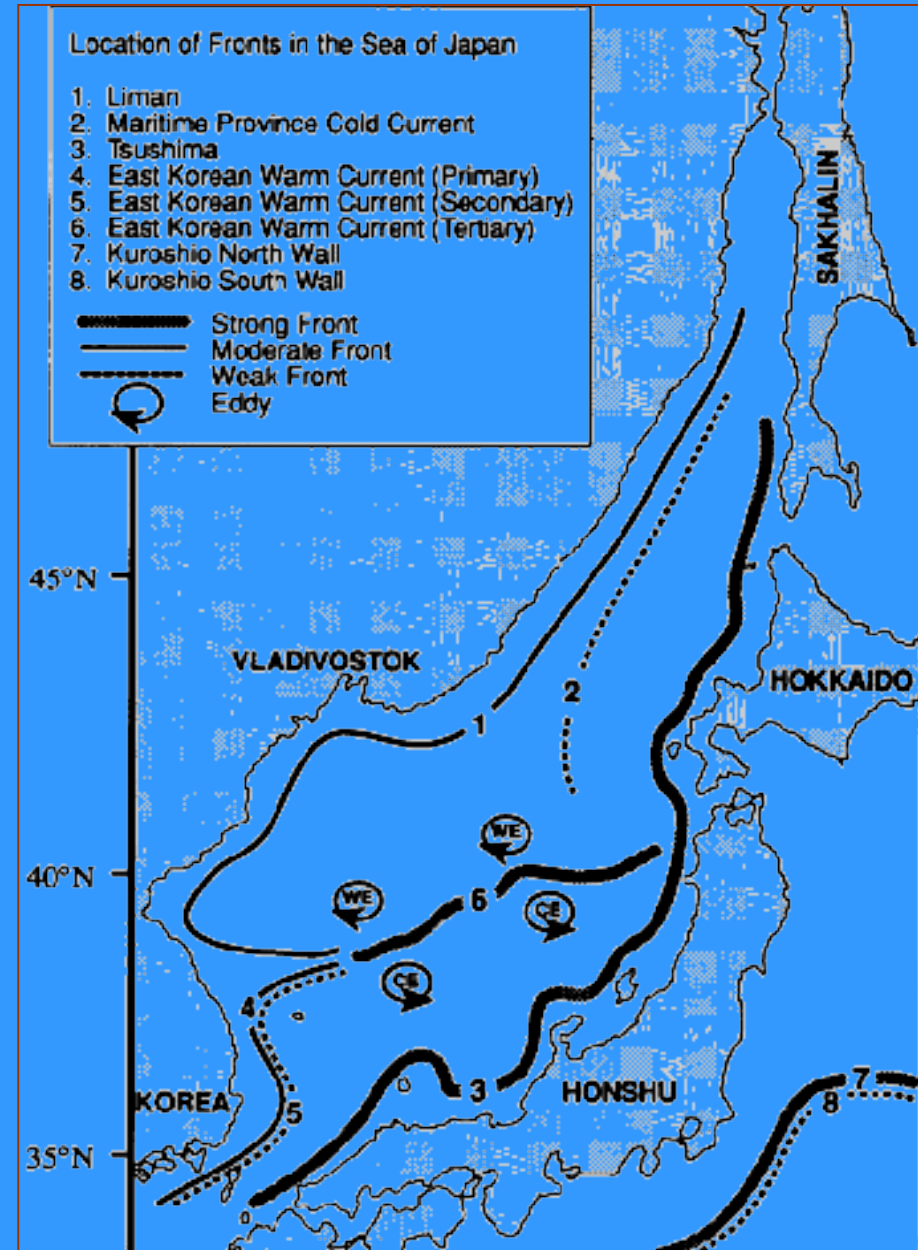 Location of Fronts in the Sea of Japan
1. Liman
2. Maritime Province Cold Current
3. Tsushima
4. East Korean Warm Current (Primary)
5. East Korean Warm Current (Secondary)
6. East Korean Warm Current (Tertiary)
7. Kuroshio North Wall
8. Kuroshio South Wall
Strong Front
Moderate Front
Weak Front
Eddy
SAKHALIN
45°N
VLADIVOSTOK
HOKKAIDO
2
1
WE
40°N
WE
6
CE
CE
4
7
KOREA
3
HONSHU
8
5
35°N